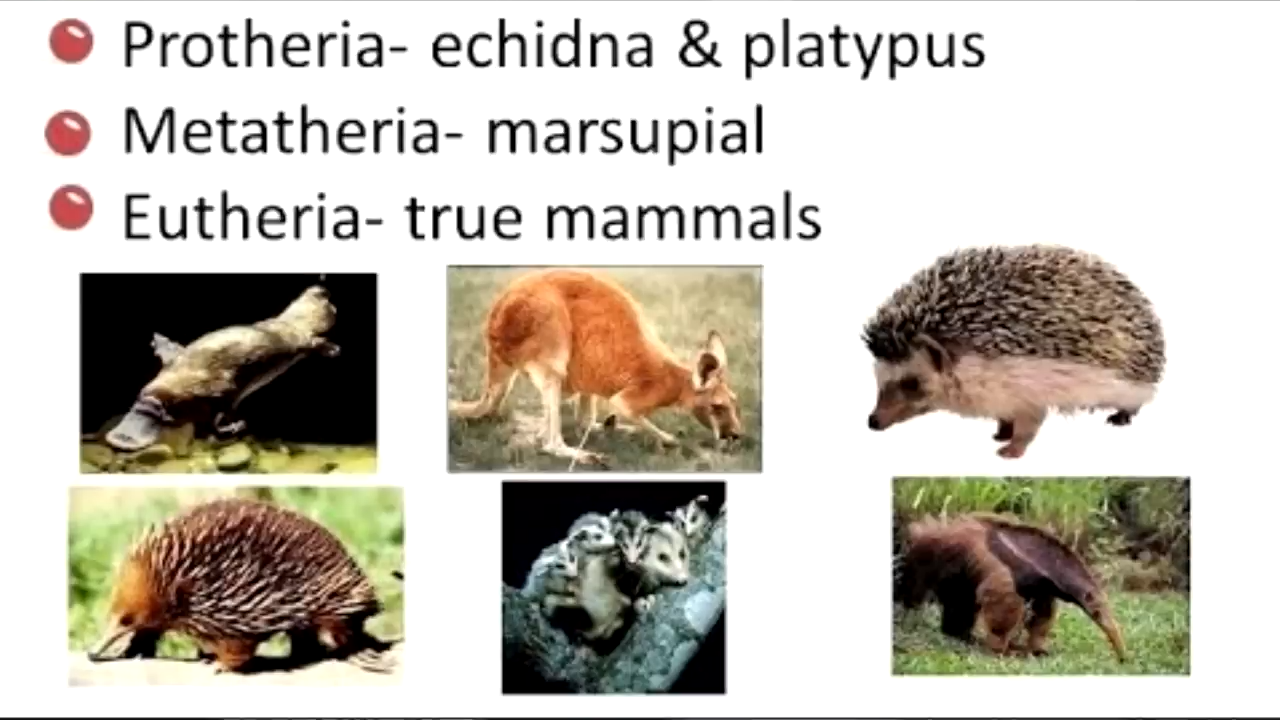 Protheria- echidna & platypus
Metatheria- marsupial
Eutheria- true mammals